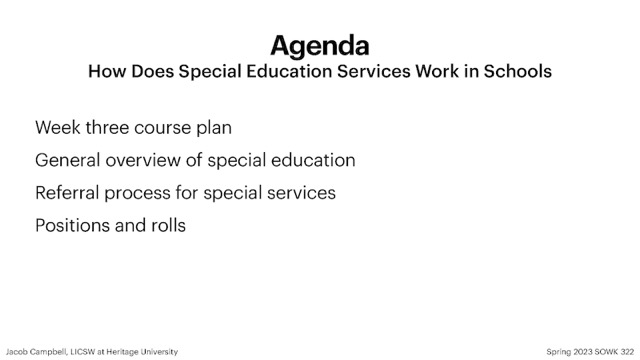 Agenda
How Does Special Education Services Work in Schools
Week three course plan
General overview of special education
Referral process for special services
Positions and rolls
Jacob Campbell, LICSW at Heritage University
Spring 2023 SOWK 322